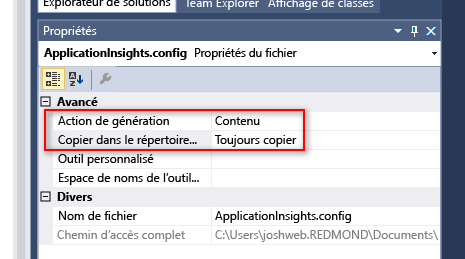 Explorateur de solutions Team Explorer Affichage de classes
Propriétés
ApplicationInsights.config Propriétés du fichier
Avancé
Action de génération Contenu
Copier dans le répertoire... Toujours copier
Outil personnalisé
Espace de noms de l'outil...
Divers
Nom de fichier ApplicationInsights.config
Chemin d'accès complet C:\Users\joshweb.REDMOND\Documents\